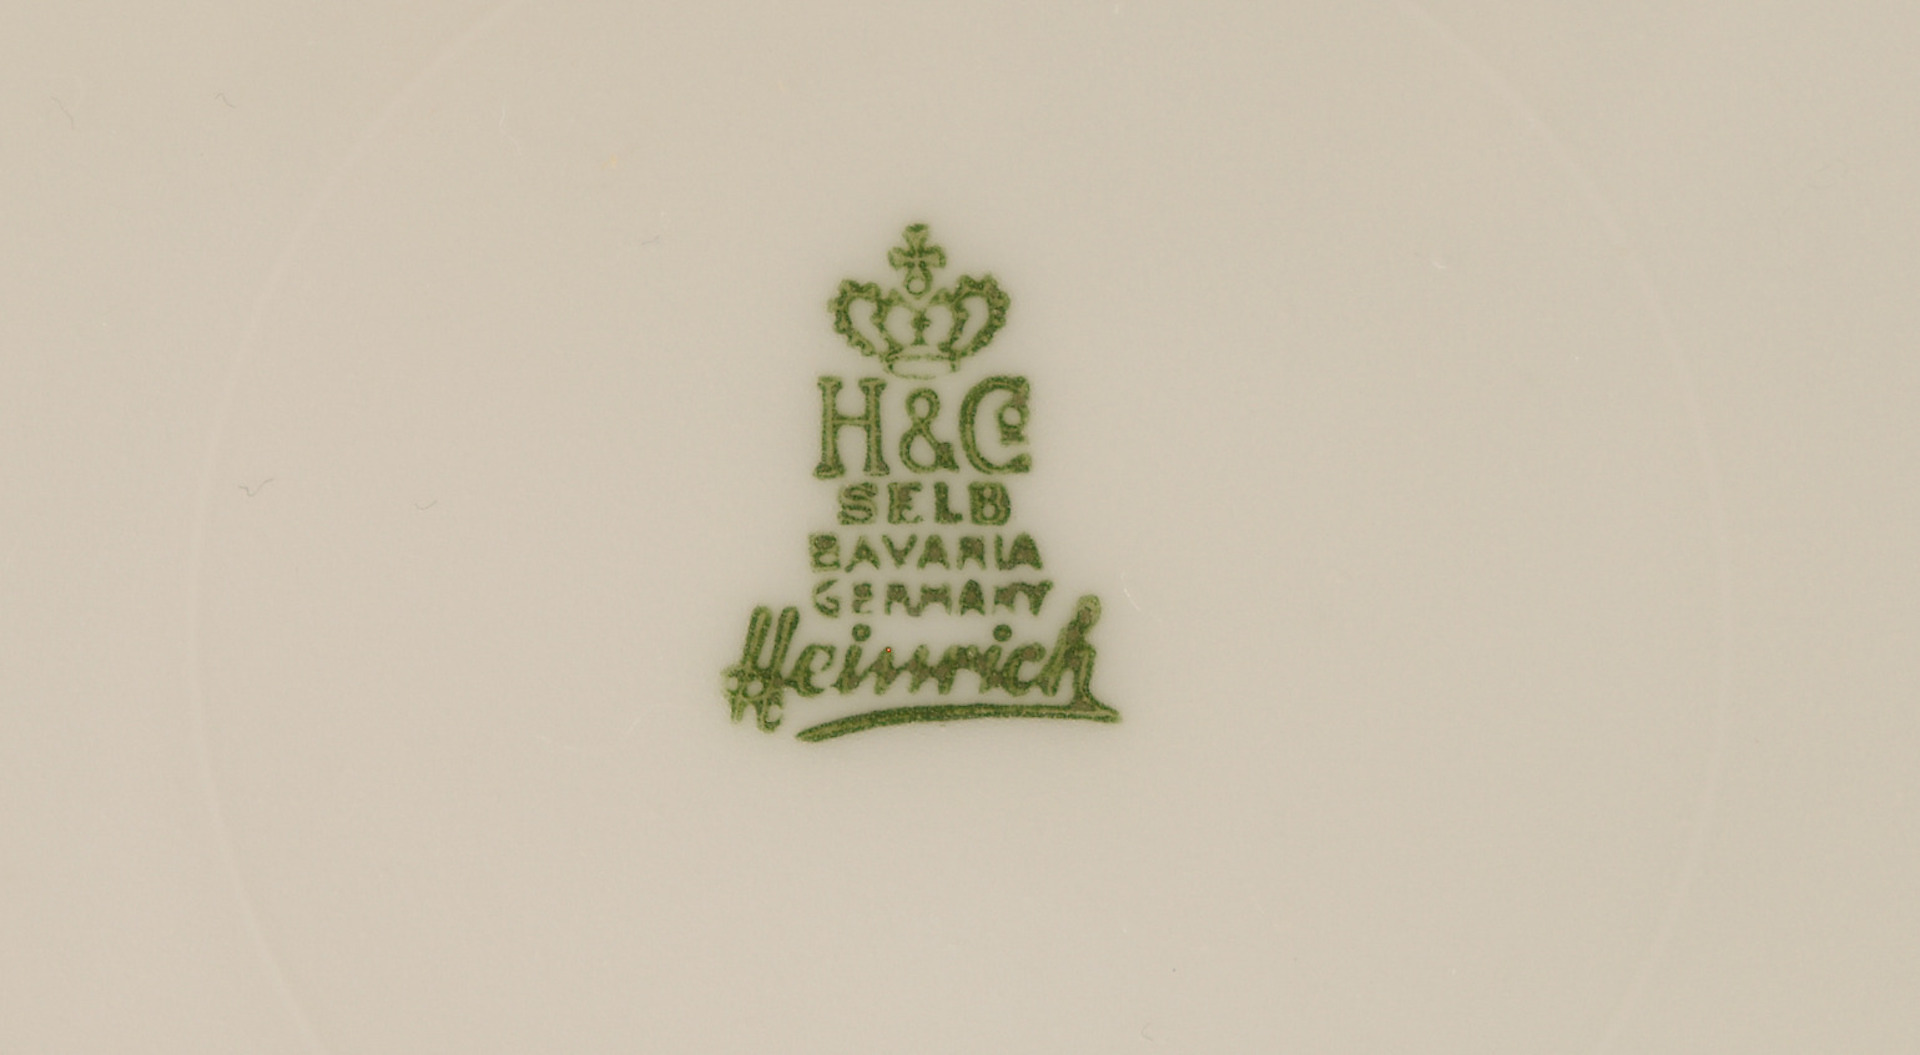 H&Co
SELB
BAVARIA
GERMANY
Heinrich